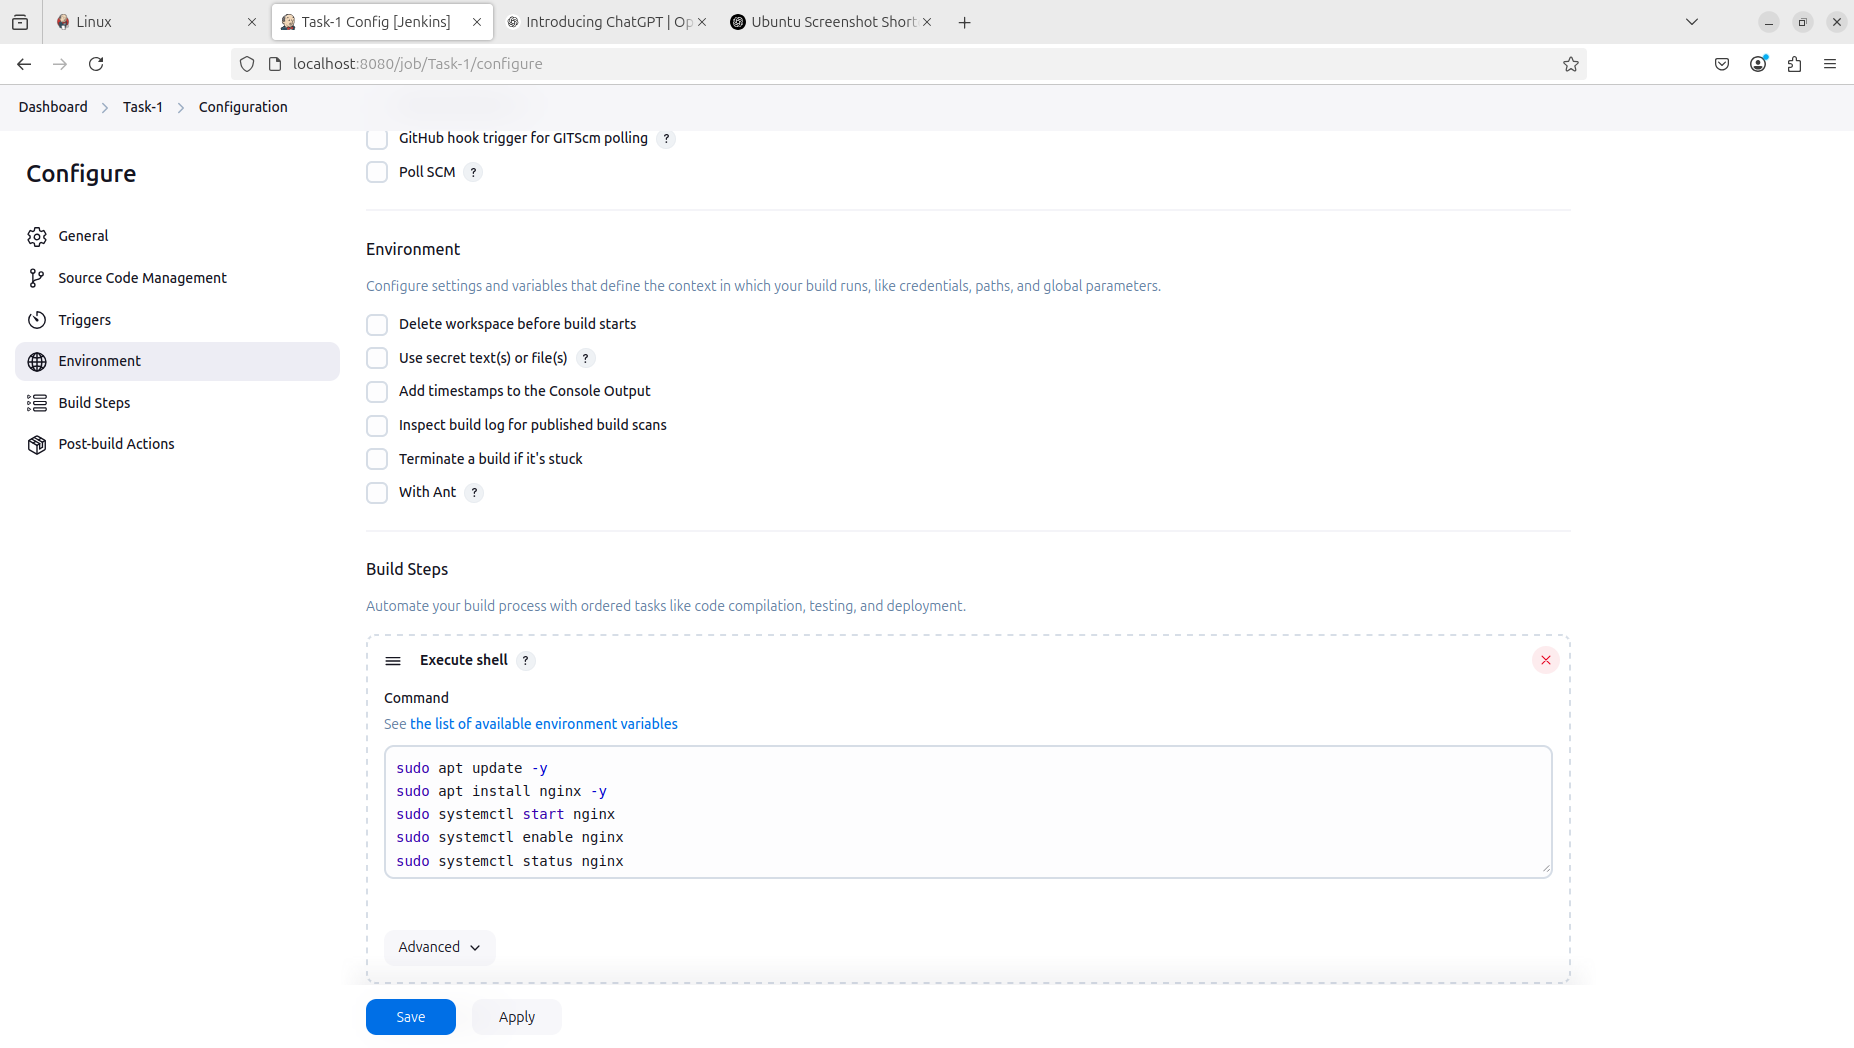 Linux
Task-1 Config [Jenkins]
Introducing ChatGPT | Op
Ubuntu Screenshot Short
localhost:8080/job/Task-1/configure
Dashboard
Task-1
Configuration
Configure
General
Source Code Management
Triggers
Environment
Build Steps
Post-build Actions
GitHub hook trigger for GITScm polling ?
Poll SCM ?
Environment
Configure settings and variables that define the context in which your build runs, like credentials, paths, and global parameters.
Delete workspace before build starts
Use secret text(s) or file(s) ?
Add timestamps to the Console Output
Inspect build log for published build scans
Terminate a build if it's stuck
With Ant ?
Build Steps
Automate your build process with ordered tasks like code compilation, testing, and deployment.
Execute shell ?
Command
See the list of available environment variables
sudo apt update -y
sudo apt install nginx -y
sudo systemctl start nginx
sudo systemctl enable nginx
sudo systemctl status nginx
Advanced
Save
Apply